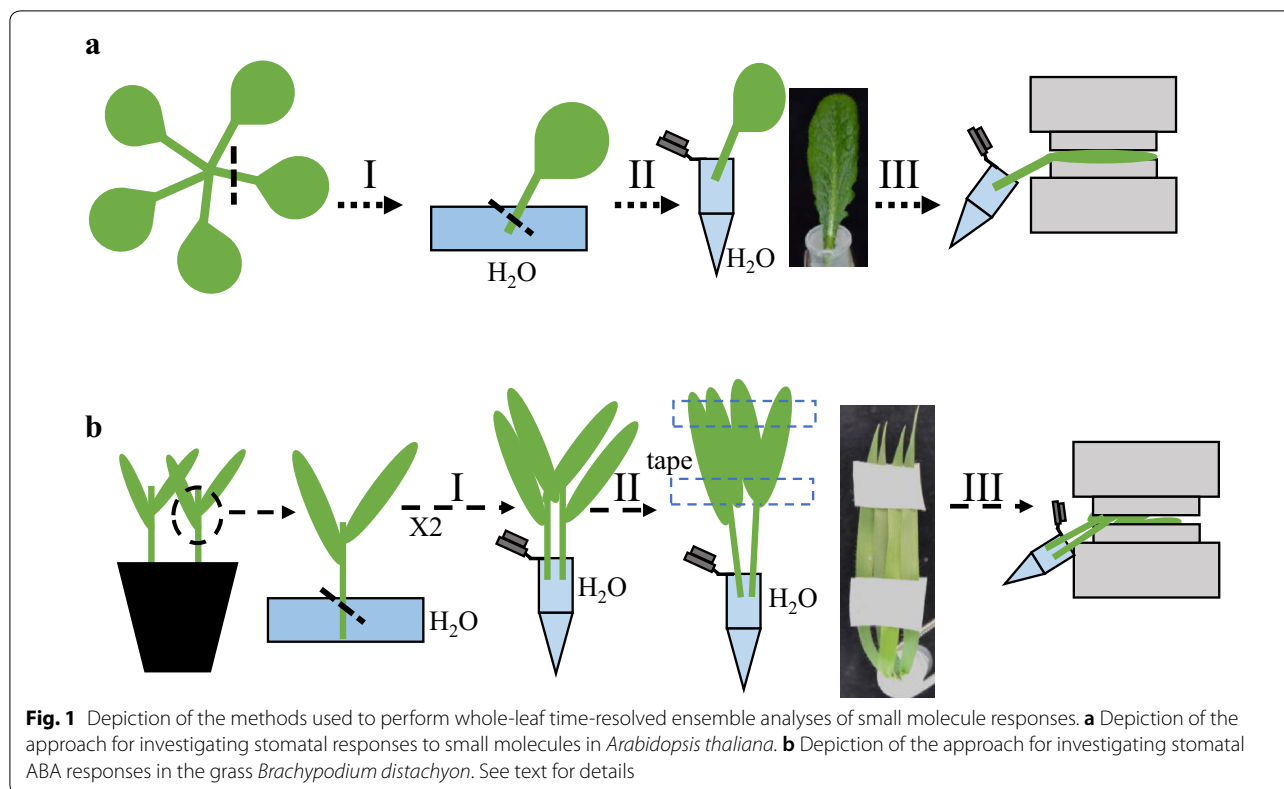 a
I
II
III
H₂O
H₂O
b
tape
I
II
III
X2
H₂O
H₂O
H₂O
Fig. 1 Depiction of the methods used to perform whole-leaf time-resolved ensemble analyses of small molecule responses. a Depiction of the
approach for investigating stomatal responses to small molecules in Arabidopsis thaliana. b Depiction of the approach for investigating stomatal
ABA responses in the grass Brachypodium distachyon. See text for details